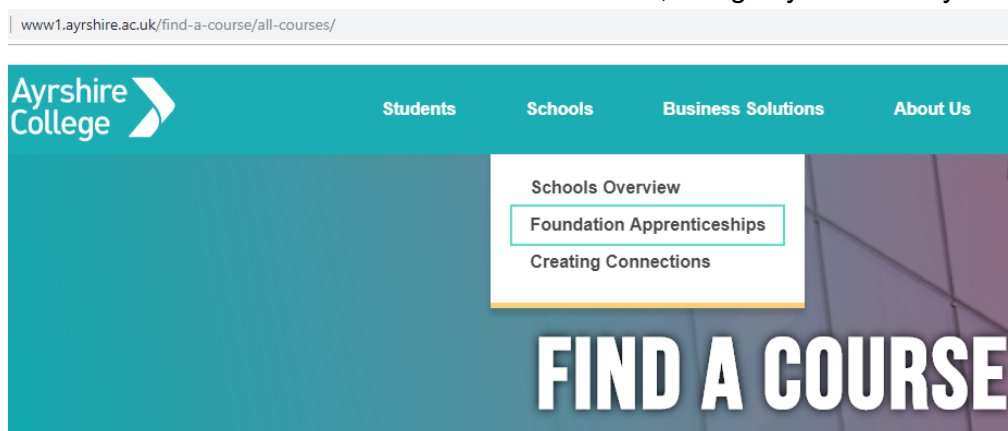 www1.ayrshire.ac.uk/find-a-course/all-courses/
Ayrshire
College
Students Schools Business Solutions About Us
Schools Overview
Foundation Apprenticeships
Creating Connections
FIND A COURSE